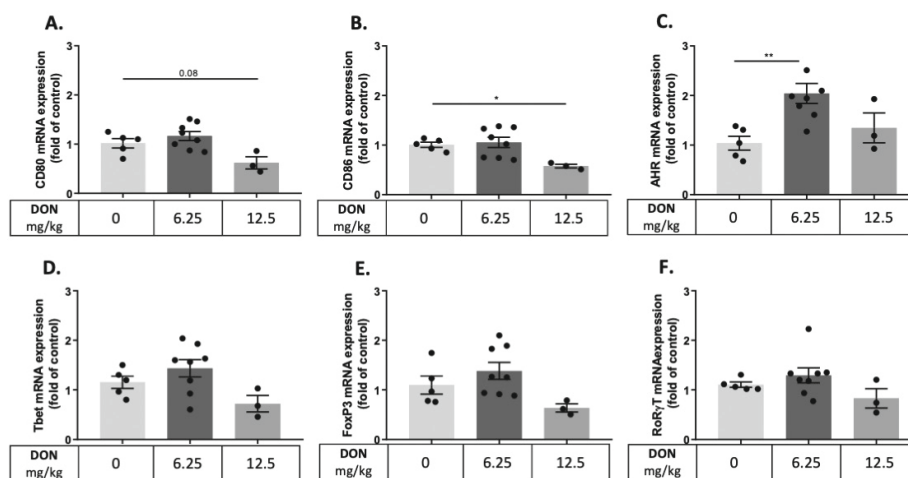 A.
CD80 mRNA expression
(fold of control)
3
2
1
0
0.08
DON
mg/kg
0
6.25
12.5
B.
CD86 mRNA expression
(fold of control)
3
2
1
0
*
DON
mg/kg
0
6.25
12.5
C.
AHR mRNA expression
(fold of control)
3
2
1
0
**
DON
mg/kg
0
6.25
12.5
D.
Tbet mRNA expression
(fold of control)
3
2
1
0
DON
mg/kg
0
6.25
12.5
E.
FoxP3 mRNA expression
(fold of control)
3
2
1
0
DON
mg/kg
0
6.25
12.5
F.
RoRγT mRNAexpression
(fold of control)
3
2
1
0
DON
mg/kg
0
6.25
12.5